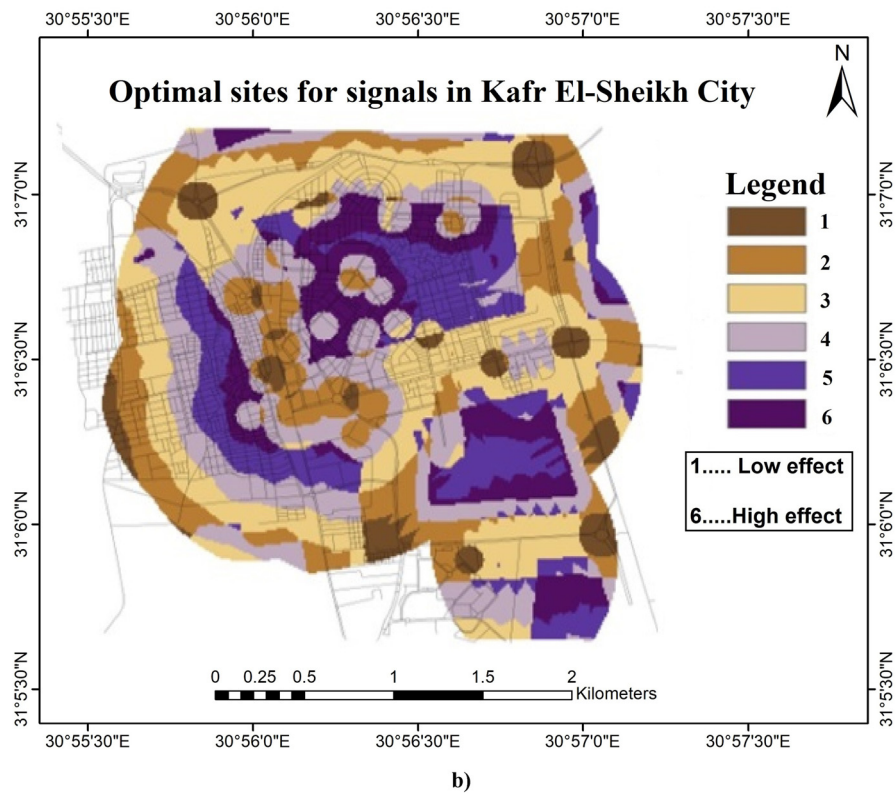 30°55'30"E 30°56'0"E 30°56'30"E 30°57'0"E 30°57'30"E
N
Optimal sites for signals in Kafr El-Sheikh City
31°7'0"N 31°7'0"N
Legend
1
2
3
4
5
6
31°6'30"N 31°6'30"N
1..... Low effect
6.....High effect
31°6'0"N 31°6'0"N
0 0.25 0.5 1 1.5 2
Kilometers
31°5'30"N 31°5'30"N
30°55'30"E 30°56'0"E 30°56'30"E 30°57'0"E 30°57'30"E
b)